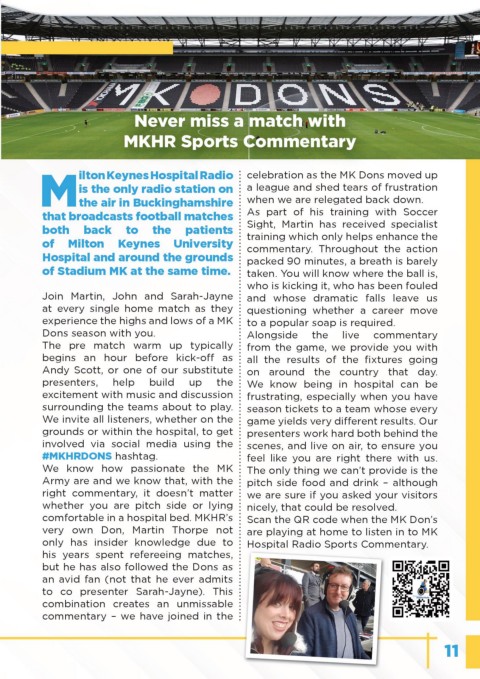 MK DONS
Never miss a match with
MKHR Sports Commentary
Milton Keynes Hospital Radio
is the only radio station on
the air in Buckinghamshire
that broadcasts football matches
both back to the patients
of Milton Keynes University
Hospital and around the grounds
of Stadium MK at the same time.
Join Martin, John and Sarah-Jayne
at every single home match as they
experience the highs and lows of a MK
Dons season with you.
The pre match warm up typically
begins an hour before kick-off as
Andy Scott, or one of our substitute
presenters, help build up the
excitement with music and discussion
surrounding the teams about to play.
We invite all listeners, whether on the
grounds or within the hospital, to get
involved via social media using the
#MKHRDONS hashtag.
We know how passionate the MK
Army are and we know that, with the
right commentary, it doesn't matter
whether you are pitch side or lying
comfortable in a hospital bed. MKHR's
very own Don, Martin Thorpe not
only has insider knowledge due to
his years spent refereeing matches,
but he has also followed the Dons as
an avid fan (not that he ever admits
to co presenter Sarah-Jayne). This
combination creates an unmissable
commentary – we have joined in the
celebration as the MK Dons moved up
a league and shed tears of frustration
when we are relegated back down.
As part of his training with Soccer
Sight, Martin has received specialist
training which only helps enhance the
commentary. Throughout the action
packed 90 minutes, a breath is barely
taken. You will know where the ball is,
who is kicking it, who has been fouled
and whose dramatic falls leave us
questioning whether a career move
to a popular soap is required.
Alongside the live commentary
from the game, we provide you with
all the results of the fixtures going
on around the country that day.
We know being in hospital can be
frustrating, especially when you have
season tickets to a team whose every
game yields very different results. Our
presenters work hard both behind the
scenes, and live on air, to ensure you
feel like you are right there with us.
The only thing we can't provide is the
pitch side food and drink – although
we are sure if you asked your visitors
nicely, that could be resolved.
Scan the QR code when the MK Don's
are playing at home to listen in to MK
Hospital Radio Sports Commentary.
11